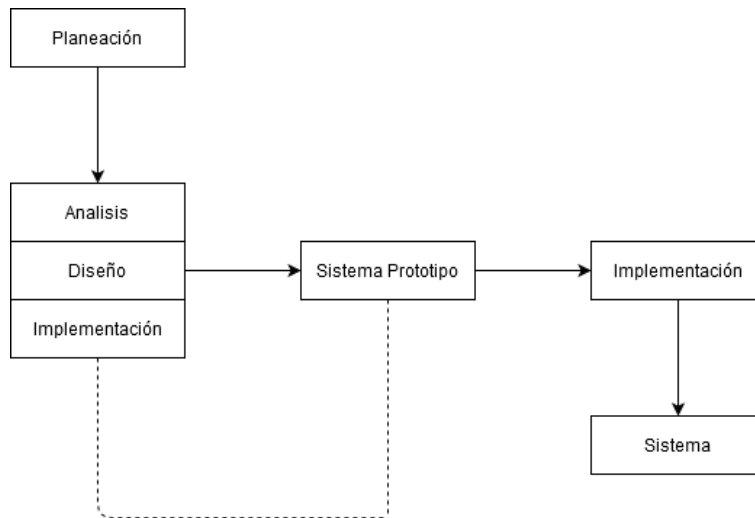 Planeación
Analisis
Diseño
Sistema Prototipo
Implementación
Implementación
Sistema